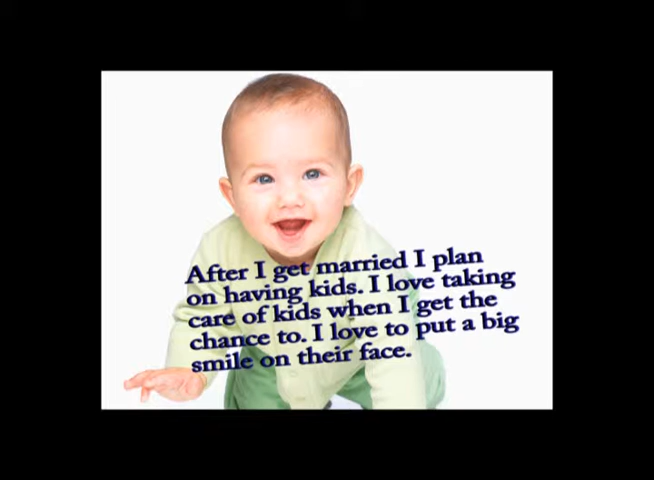 After I get married I plan
on having kids. I love taking
care of kids when I get the
chance to. I love to put a big
smile on their face.